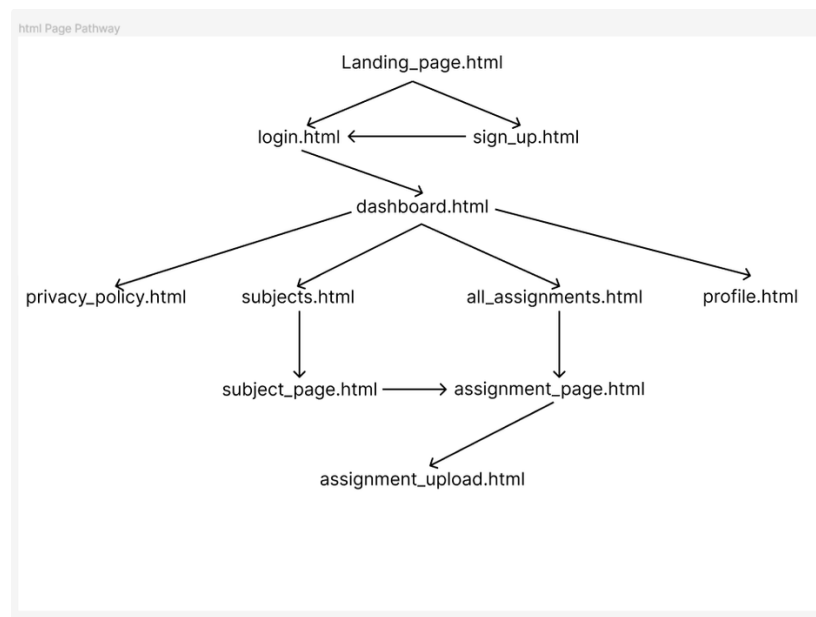 html Page Pathway
Landing_page.html
login.html
sign_up.html
dashboard.html
privacy_policy.html
subjects.html
all_assignments.html
profile.html
subject_page.html
assignment_page.html
assignment_upload.html